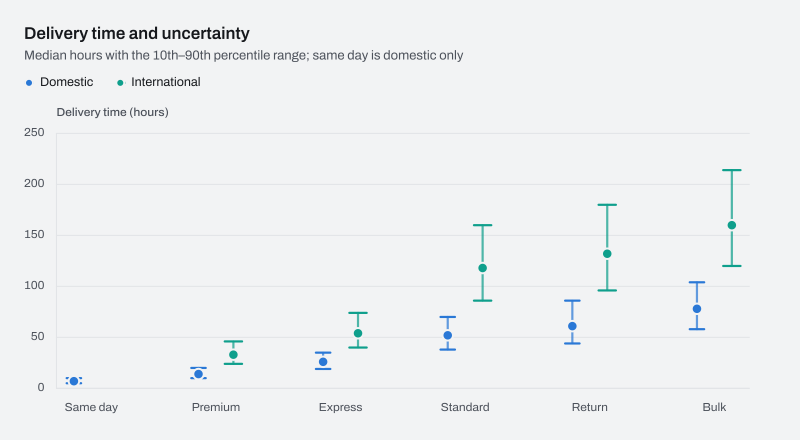 Delivery time and uncertainty
Median hours with the 10th–90th percentile range; same day is domestic only
Domestic International
Delivery time (hours)
250
200
150
100
50
0
Same day Premium Express Standard Return Bulk